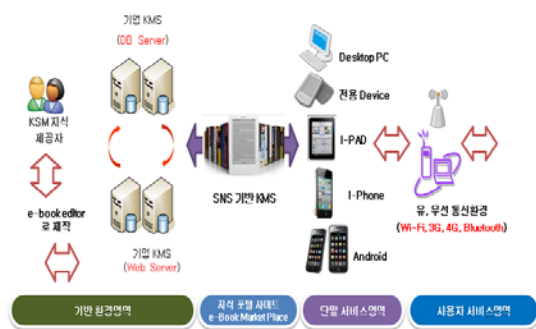 기업 KMS
(DB Server)
KSM 지식
제공자
e-book editor
로 제작
기업 KMS
(Web Server)
SNS 기반 KMS
Desktop PC
전용 Device
I-PAD
I-Phone
Android
유, 무선 통신환경
(Wi-Fi, 3G, 4G, Bluetooth)
기반 환경영역
지식 포털 사이트
e-Book Market Place
단말 서비스영역
사용자 서비스영역